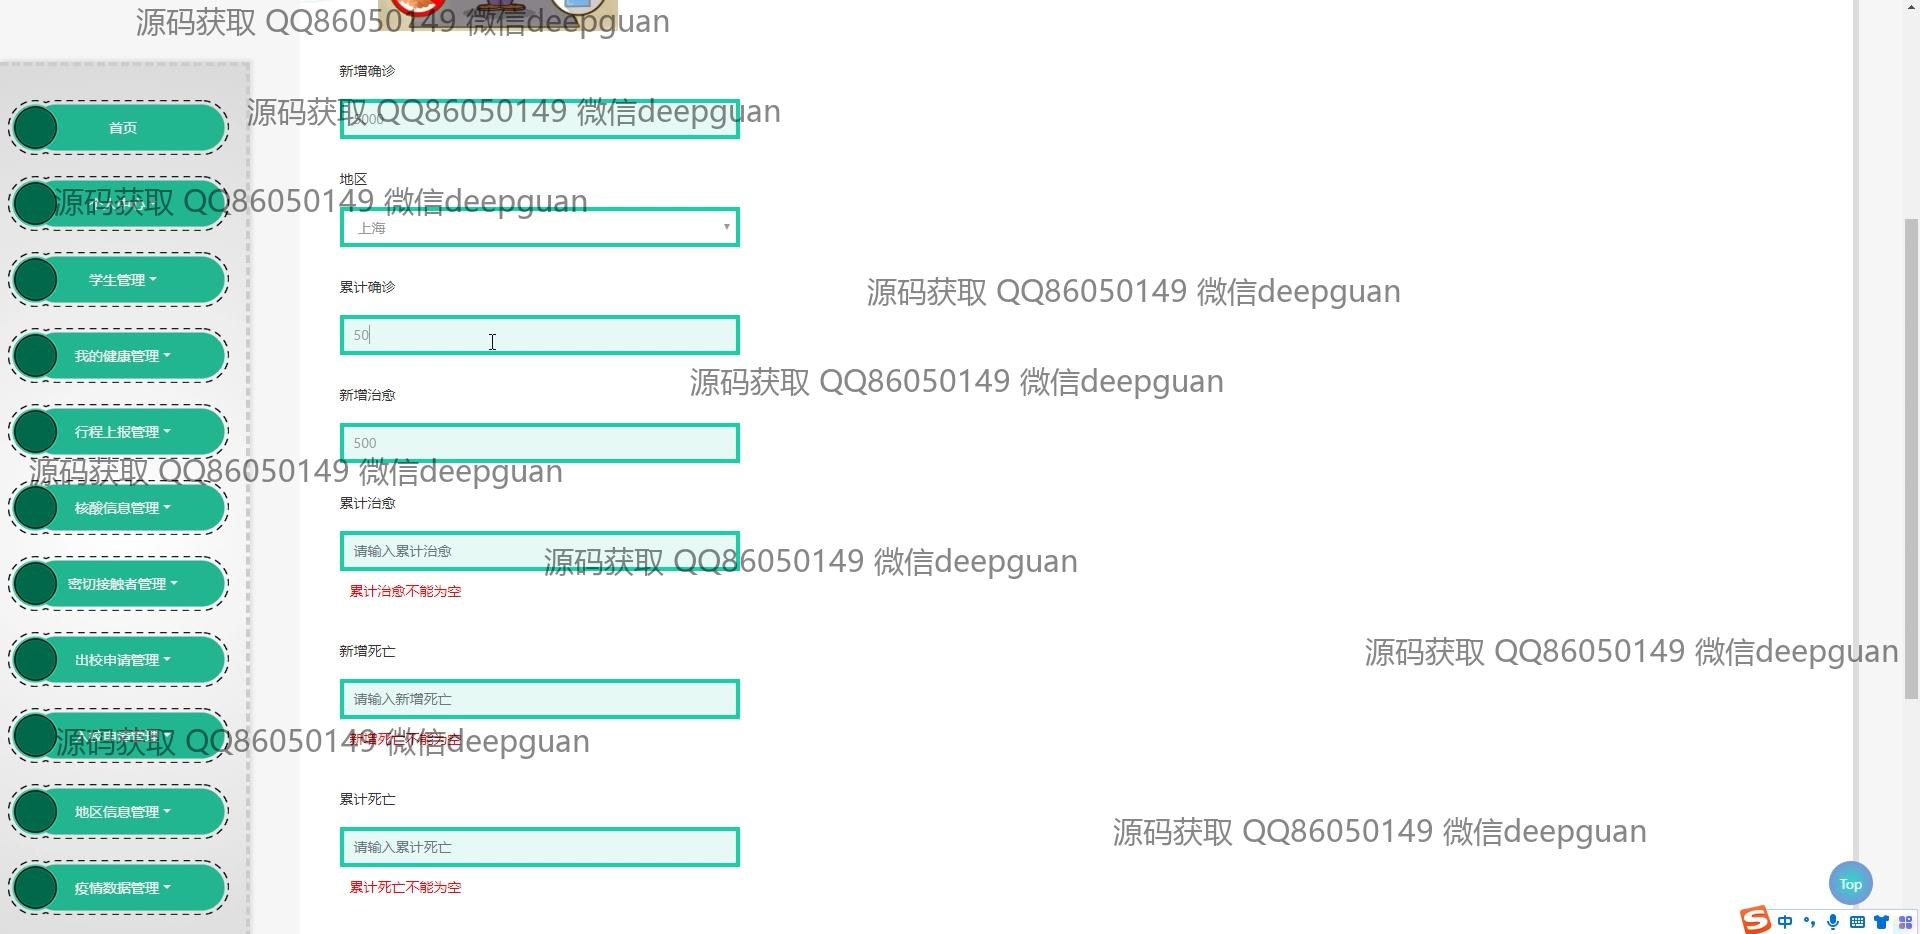 源码获取 QQ86050149 微信deepguan
新增确诊
源码获取 QQ86050149 微信deepguan
首页
地区
源码获取 QQ86050149 微信deepguan
上海
学生管理
累计确诊
源码获取 QQ86050149 微信deepguan
50
我的健康管理
源码获取 QQ86050149 微信deepguan
新增治愈
行程上报管理
500
源码获取 QQ86050149 微信deepguan
累计治愈
核酸信息管理
请输入累计治愈
源码获取 QQ86050149 微信deepguan
密切接触者管理
累计治愈不能为空
新增死亡
源码获取 QQ86050149 微信deepguan
出校申请管理
请输入新增死亡
新增死亡不能为空
源码获取 QQ86050149 微信deepguan
累计死亡
地区信息管理
源码获取 QQ86050149 微信deepguan
请输入累计死亡
疫情数据管理
累计死亡不能为空
Top
中